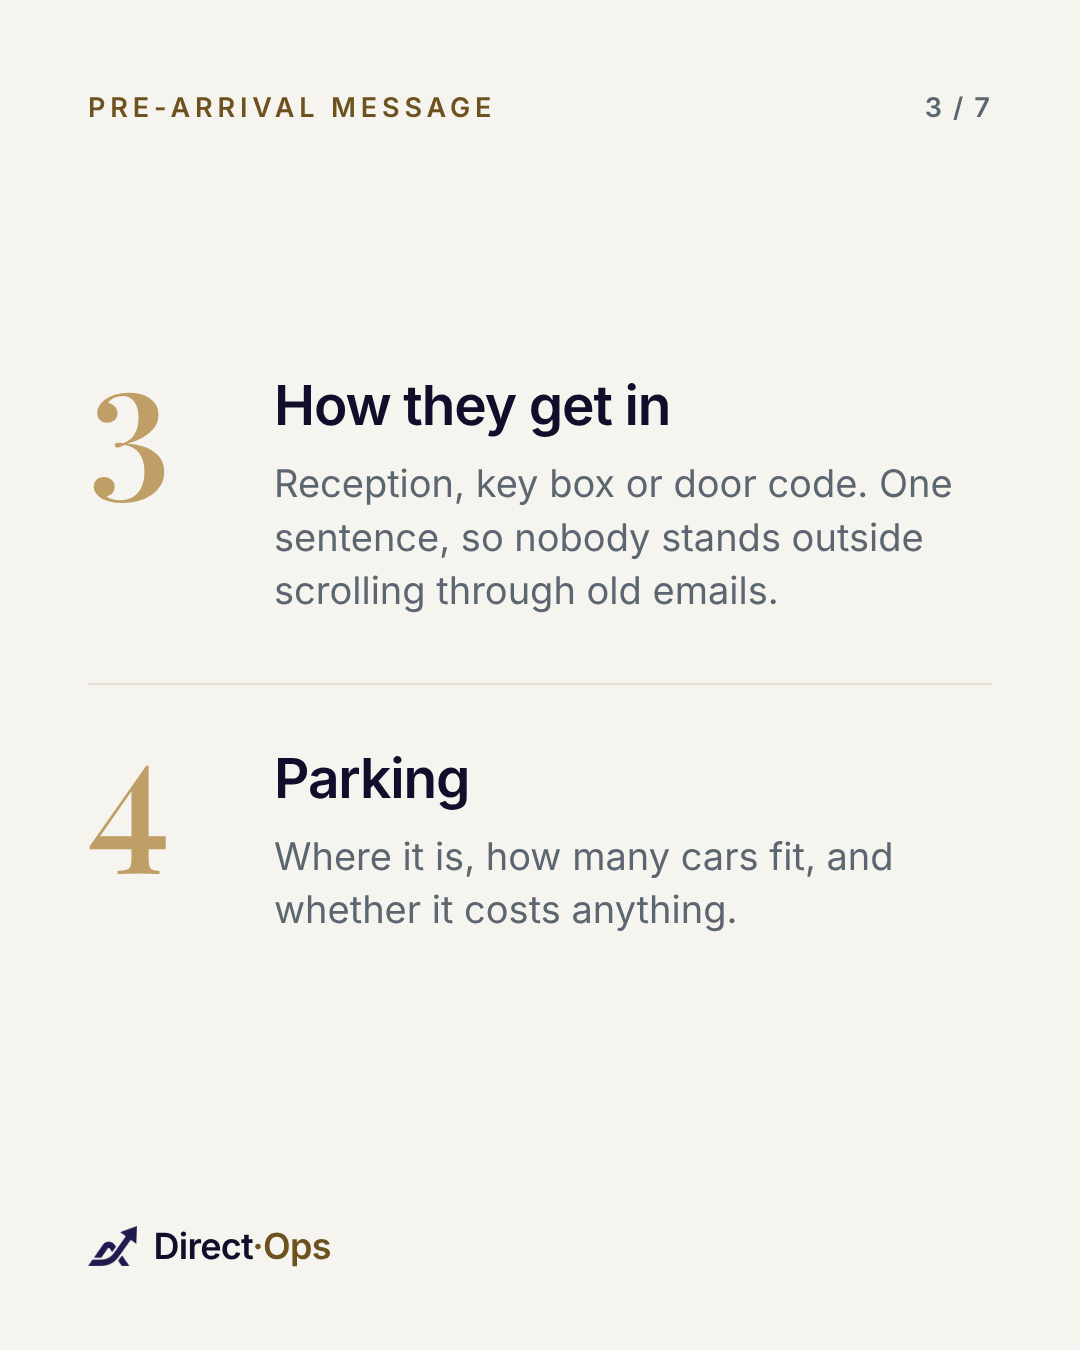 PRE-ARRIVAL MESSAGE
3 / 7
3
How they get in
Reception, key box or door code. One
sentence, so nobody stands outside
scrolling through old emails.
4
Parking
Where it is, how many cars fit, and
whether it costs anything.
Direct·Ops